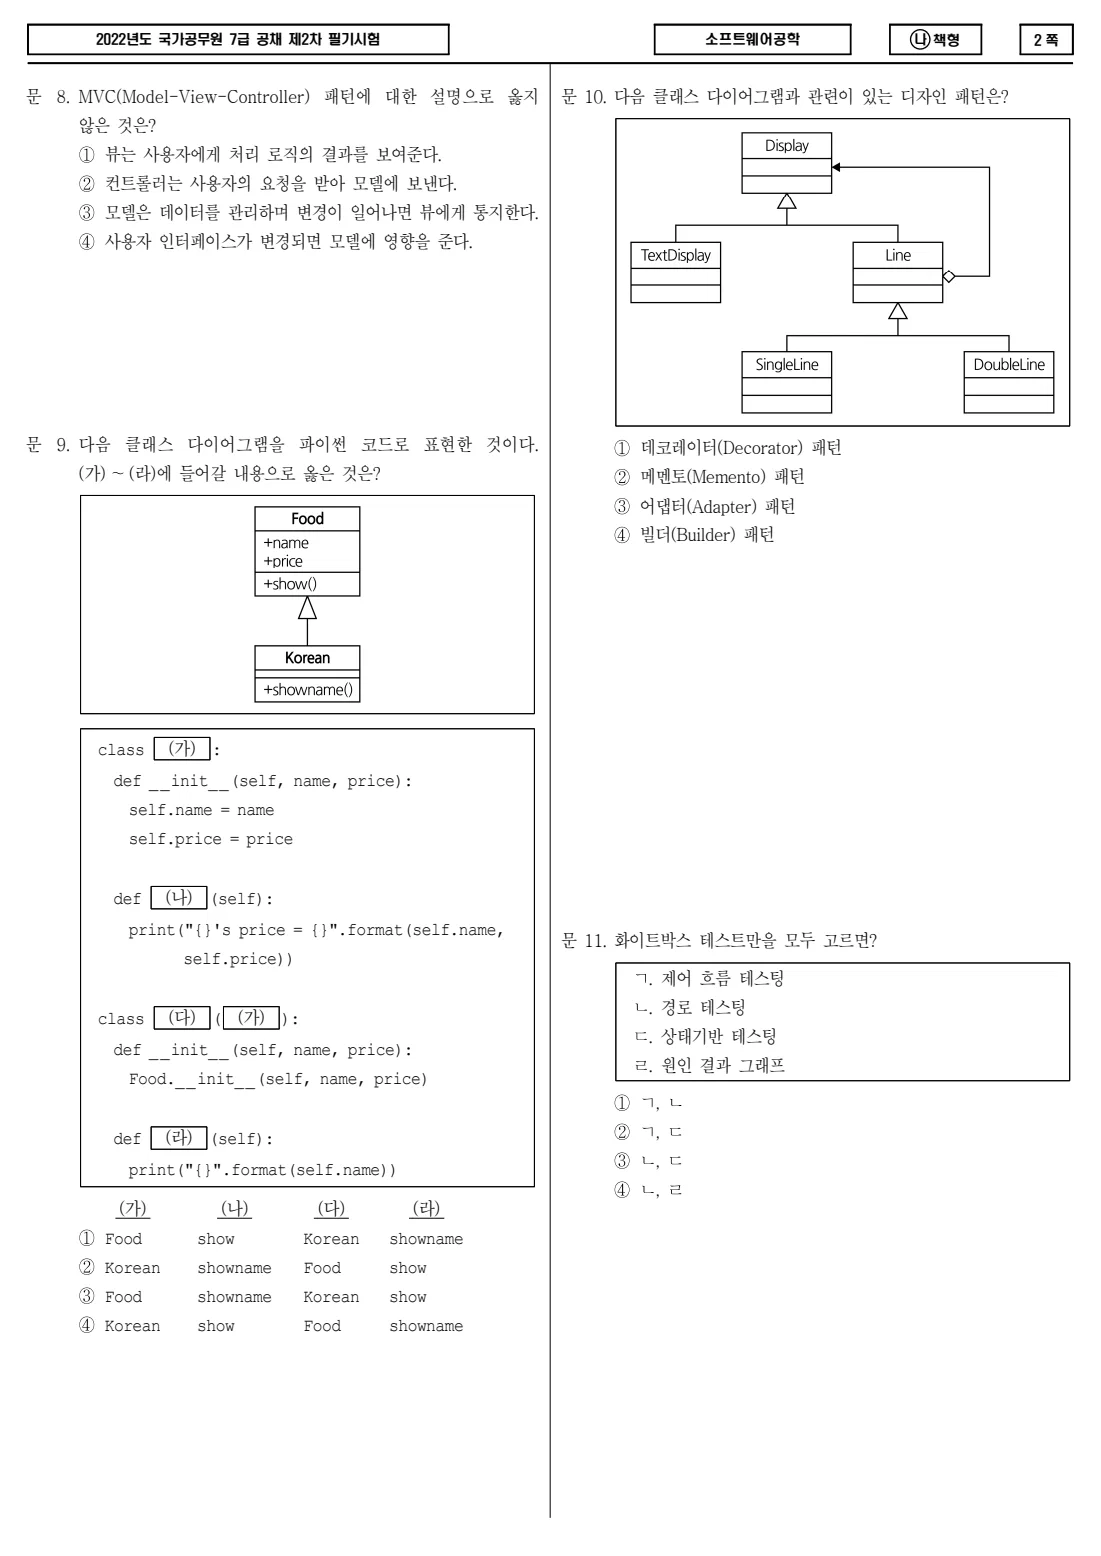 2022년도 국가공무원 7급 공채 제2차 필기시험
소프트웨어공학
㉯ 책형
2 쪽
문 8. MVC(Model-View-Controller) 패턴에 대한 설명으로 옳지
않은 것은?
① 뷰는 사용자에게 처리 로직의 결과를 보여준다.
② 컨트롤러는 사용자의 요청을 받아 모델에 보낸다.
③ 모델은 데이터를 관리하며 변경이 일어나면 뷰에게 통지한다.
④ 사용자 인터페이스가 변경되면 모델에 영향을 준다.
문 9. 다음 클래스 다이어그램을 파이썬 코드로 표현한 것이다.
(가) ~ (라)에 들어갈 내용으로 옳은 것은?
Food
+name
+price
+show()
Korean
+showname()
class (가) :
def __init__(self, name, price):
self.name = name
self.price = price
def (나) (self):
print("{}'s price = {}".format(self.name,
self.price))
class (다) ( (가) ):
def __init__(self, name, price):
Food.__init__(self, name, price)
def (라) (self):
print("{}".format(self.name))
(가) (나) (다) (라)
① Food show Korean showname
② Korean showname Food show
③ Food showname Korean show
④ Korean show Food showname
문 10. 다음 클래스 다이어그램과 관련이 있는 디자인 패턴은?
Display
TextDisplay Line
SingleLine DoubleLine
① 데코레이터(Decorator) 패턴
② 메멘토(Memento) 패턴
③ 어댑터(Adapter) 패턴
④ 빌더(Builder) 패턴
문 11. 화이트박스 테스트만을 모두 고르면?
ㄱ. 제어 흐름 테스팅
ㄴ. 경로 테스팅
ㄷ. 상태기반 테스팅
ㄹ. 원인 결과 그래프
① ㄱ, ㄴ
② ㄱ, ㄷ
③ ㄴ, ㄷ
④ ㄴ, ㄹ